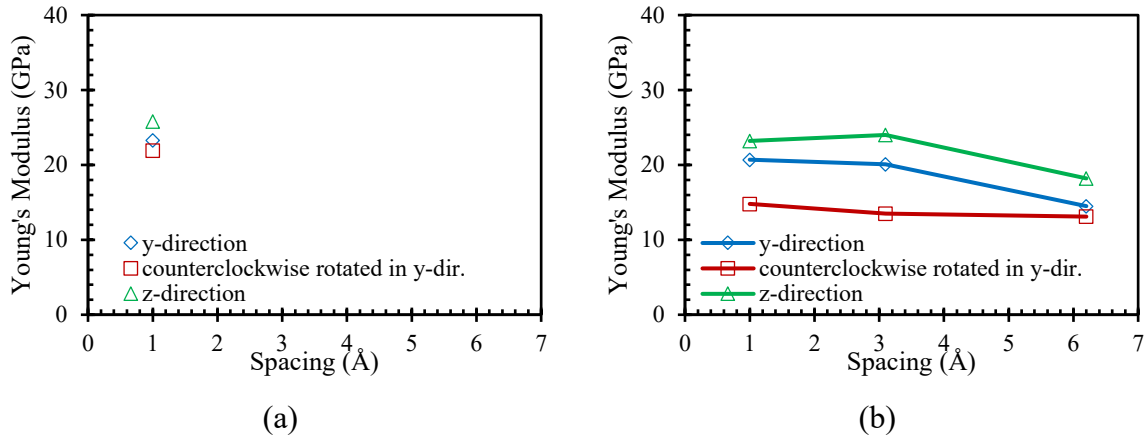 Young's Modulus (GPa)
40
30
20
10
0
y-direction
counterclockwise rotated in y-dir.
z-direction
0 1 2 3 4 5 6 7
Spacing (Å)
(a)
Young's Modulus (GPa)
40
30
20
10
0
y-direction
counterclockwise rotated in y-dir.
z-direction
0 1 2 3 4 5 6 7
Spacing (Å)
(b)